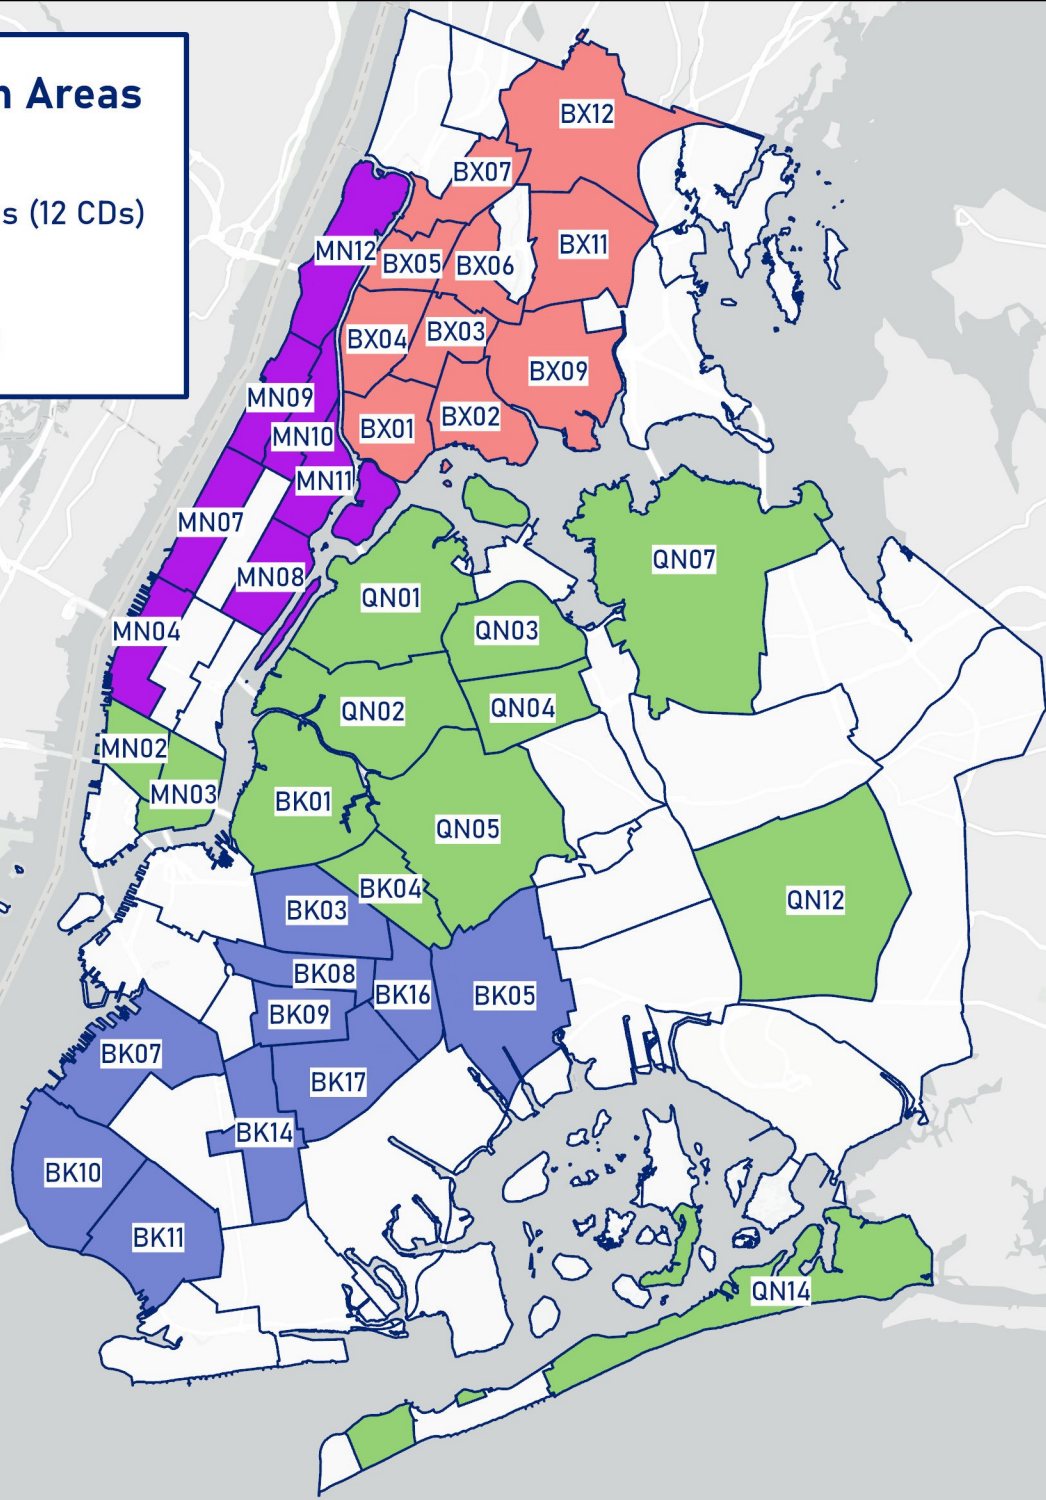 n Areas
s (12 CDs)
BX12
BX07
BX11
MN12
BX05
BX06
BX03
BX04
BX09
MN09
BX02
BX01
MN10
MN11
MN07
QN07
MN08
QN01
MN04
QN03
QN04
QN02
MN02
MN03
BK01
QN05
BK04
QN12
BK03
BK08
BK16
BK05
BK09
BK07
BK17
BK14
BK10
BK11
QN14